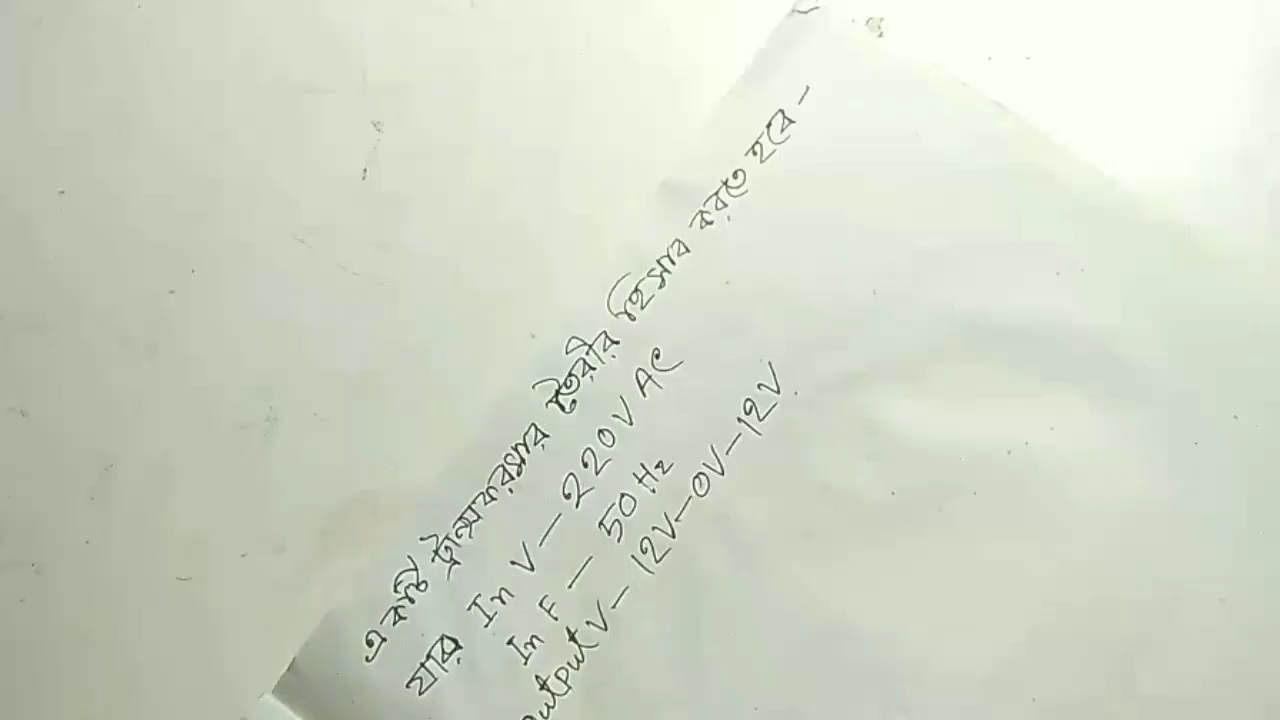 একটি ট্রান্সফরমার তৈরীর হিসাব করতে হবে -
যার In V - 220V AC
In F - 50 Hz
output V - 12V-0V-12V